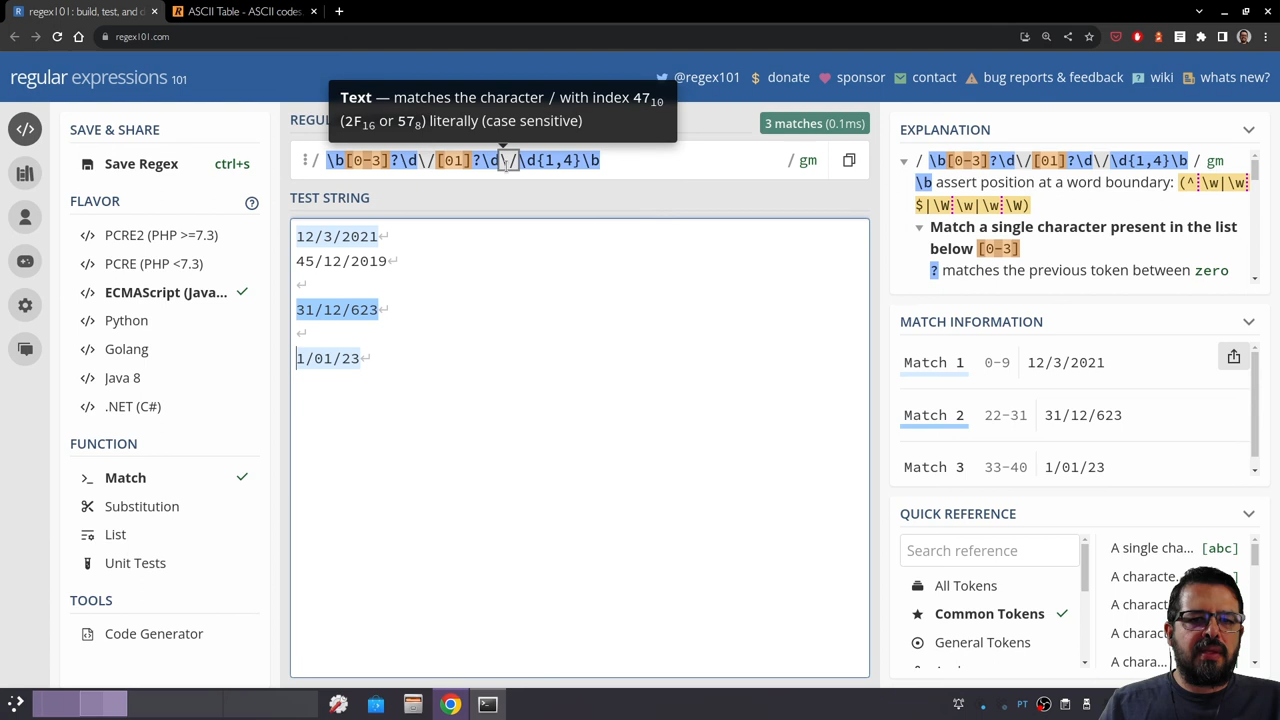 regex101: build, test, and d
ASCII Table - ASCII codes,
regex101.com
regular expressions 101
@regex101
donate
sponsor
contact
bug reports & feedback
wiki
whats new?
Text — matches the character / with index 47₁₀
(2F₁₆ or 57₈) literally (case sensitive)
SAVE & SHARE
Save Regex
ctrl+s
FLAVOR
PCRE2 (PHP >=7.3)
PCRE (PHP <7.3)
ECMAScript (Java...
Python
Golang
Java 8
.NET (C#)
FUNCTION
Match
Substitution
List
Unit Tests
TOOLS
Code Generator
REGUL
3 matches (0.1ms)
/ \b[0-3]?\d\/[01]?\d\/\d{1,4}\b / gm
TEST STRING
12/3/2021
45/12/2019
31/12/623
1/01/23
EXPLANATION
/ \b[0-3]?\d\/[01]?\d\/\d{1,4}\b / gm
\b assert position at a word boundary: (^\w|\w
$|\W\w|\w\W)
Match a single character present in the list
below [0-3]
? matches the previous token between zero
MATCH INFORMATION
Match 1 0-9 12/3/2021
Match 2 22-31 31/12/623
Match 3 33-40 1/01/23
QUICK REFERENCE
Search reference
All Tokens
Common Tokens
General Tokens
A single cha... [abc]
A characte.
A charact
A charact
A chara...
PT